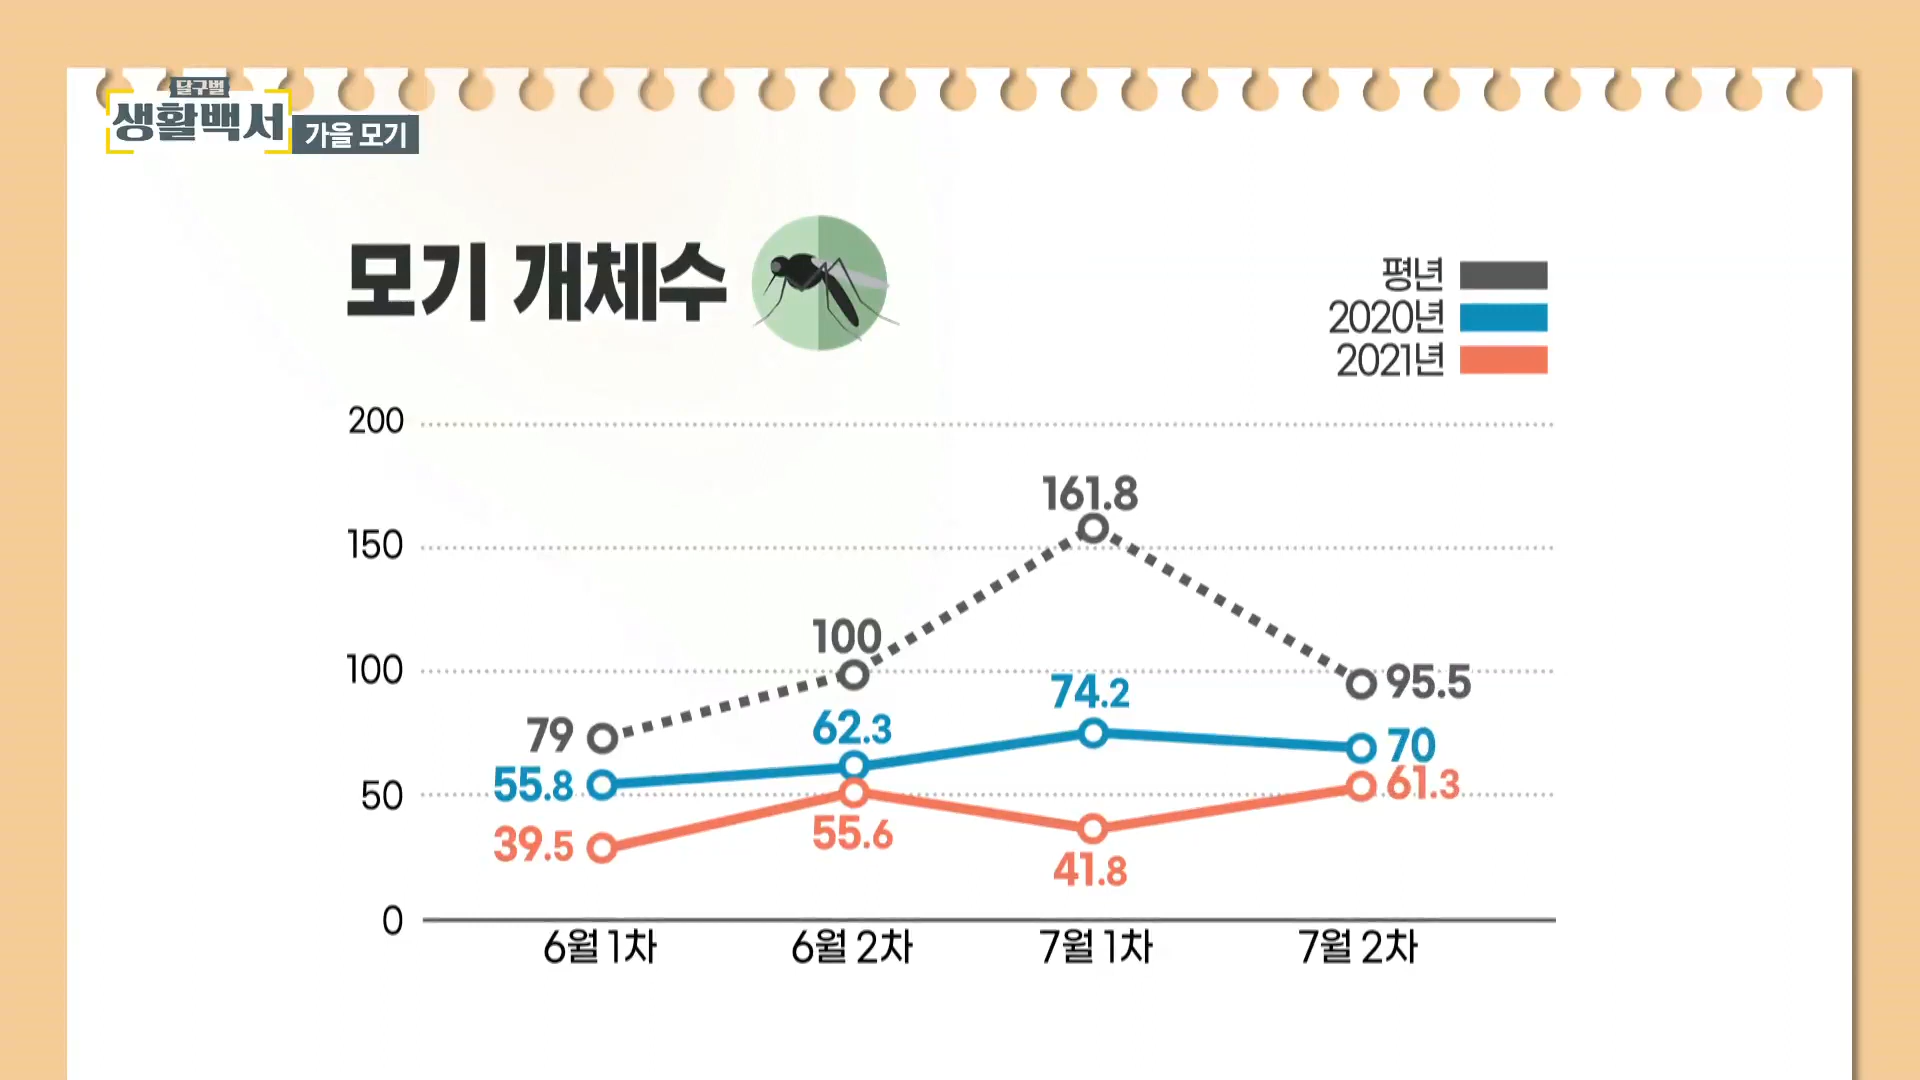 달구벌
생활백서
가을 모기
모기 개체수
평년
2020년
2021년
200
150
100
50
0
161.8
100
79
95.5
74.2
62.3
55.8
70
61.3
39.5
55.6
41.8
6월 1차
6월 2차
7월 1차
7월 2차